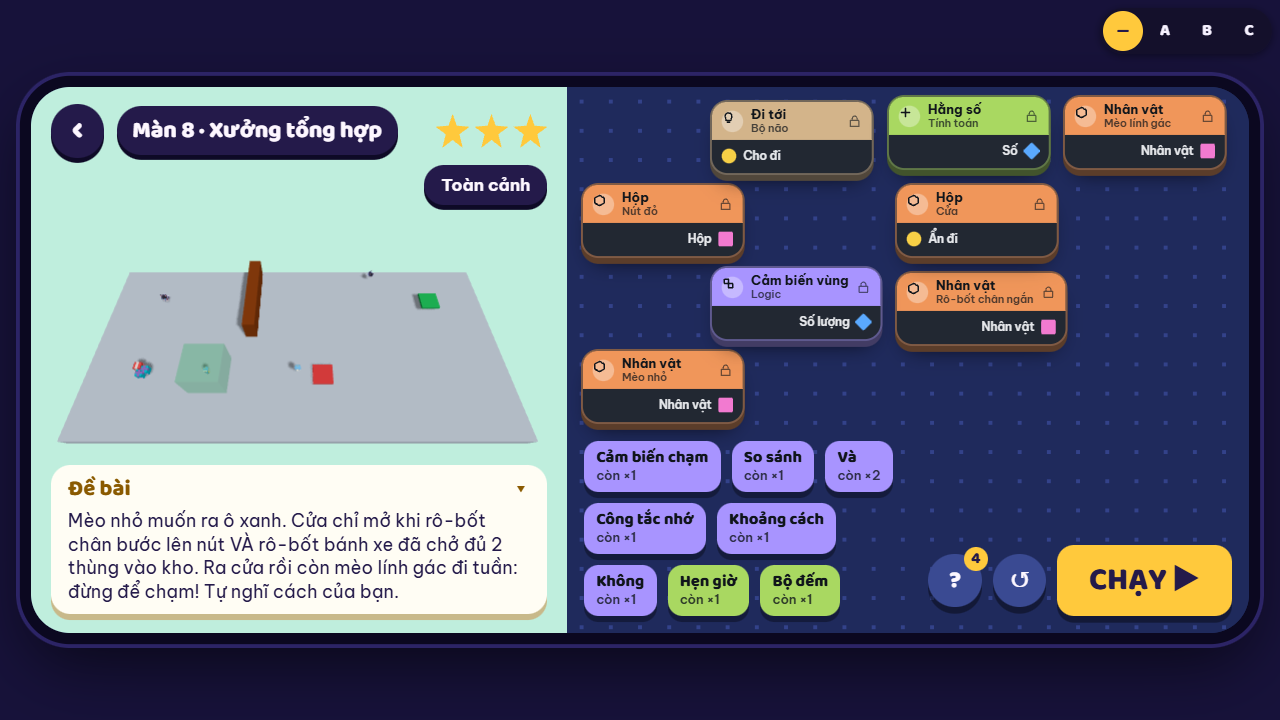 A
B
C
Màn 8 · Xưởng tổng hợp
Toàn cảnh
Đề bài
Mèo nhỏ muốn ra ô xanh. Cửa chỉ mở khi rô-bốt
chân bước lên nút VÀ rô-bốt bánh xe đã chở đủ 2
thùng vào kho. Ra cửa rồi còn mèo lính gác đi tuần:
đừng để chạm! Tự nghĩ cách của bạn.
Đi tới
Bộ não
Cho đi
Hằng số
Tính toán
Số
Nhân vật
Mèo lính gác
Nhân vật
Hộp
Nút đỏ
Hộp
Hộp
Cửa
Ẩn đi
Cảm biến vùng
Logic
Số lượng
Nhân vật
Rô-bốt chân ngắn
Nhân vật
Nhân vật
Mèo nhỏ
Nhân vật
Cảm biến chạm
còn ×1
So sánh
còn ×1
Và
còn ×2
Công tắc nhớ
còn ×1
Khoảng cách
còn ×1
Không
còn ×1
Hẹn giờ
còn ×1
Bộ đếm
còn ×1
?
4
CHẠY